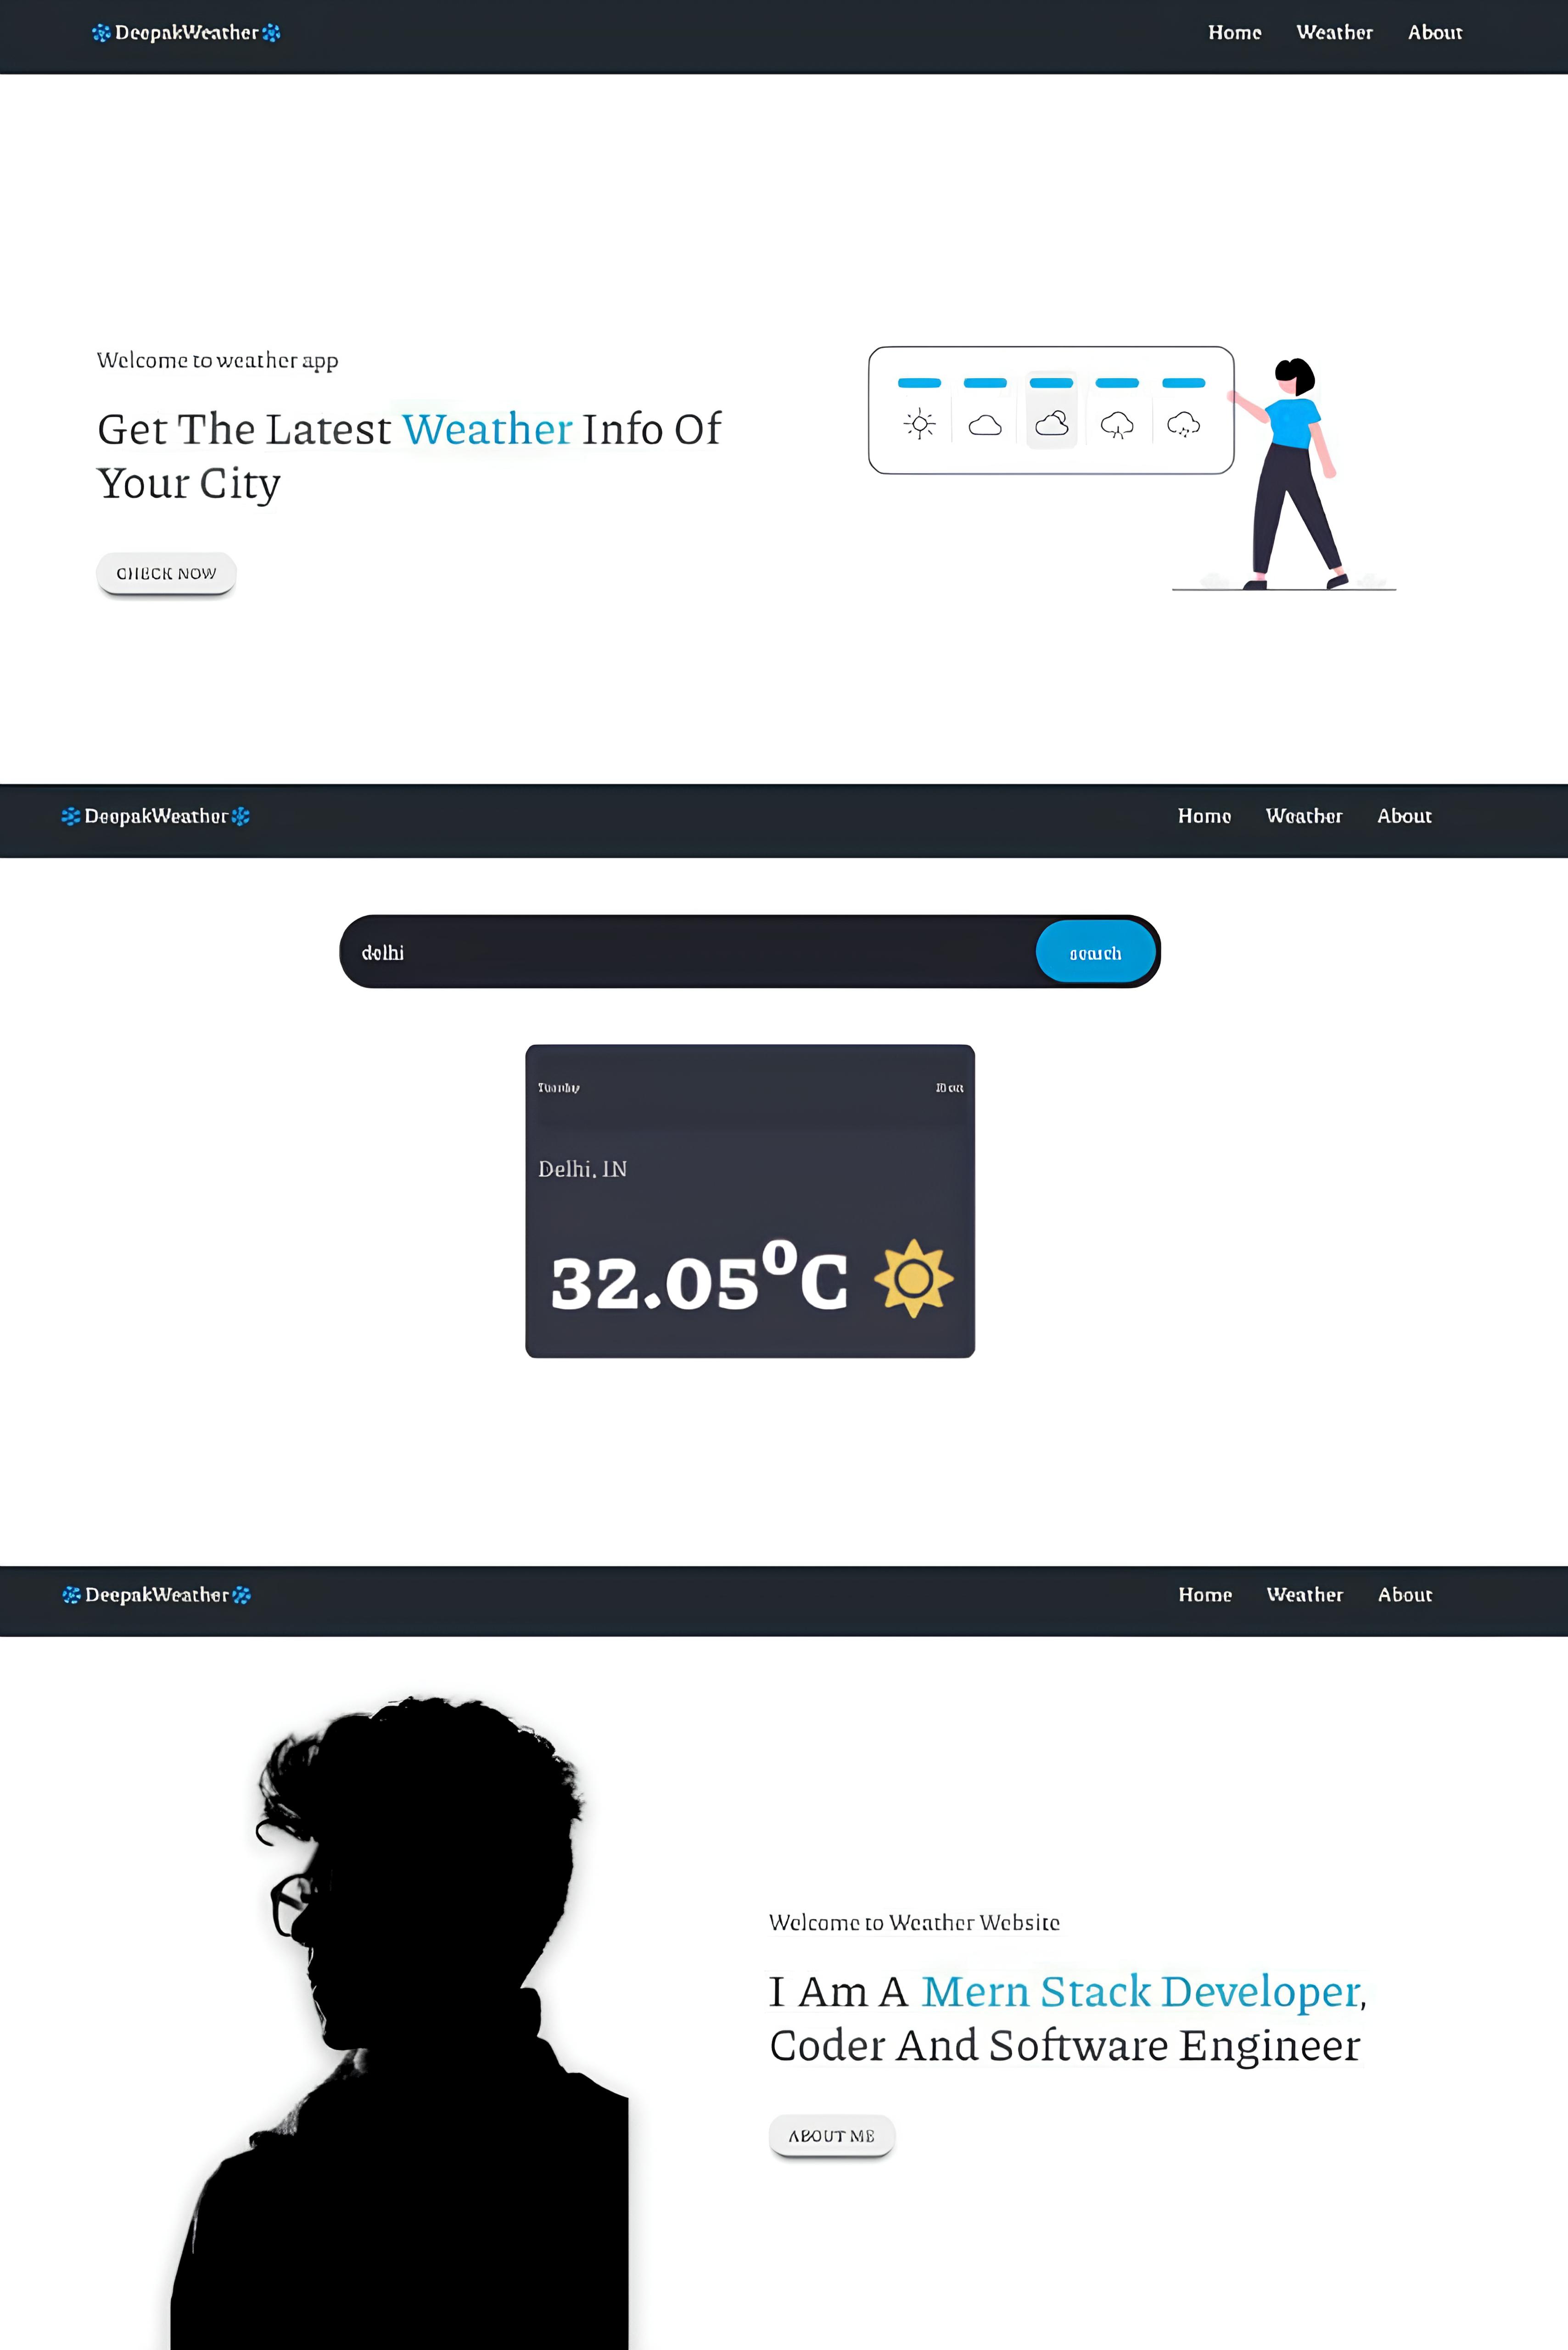 DeepakWeather
Home Weather About
Welcome to weather app
Get The Latest Weather Info Of
Your City
CHECK NOW
DeepakWeather
Home Weather About
delhi
search
Delhi, IN
32.05°C
DeepakWeather
Home Weather About
Welcome to Weather Website
I Am A Mern Stack Developer,
Coder And Software Engineer
ABOUT ME